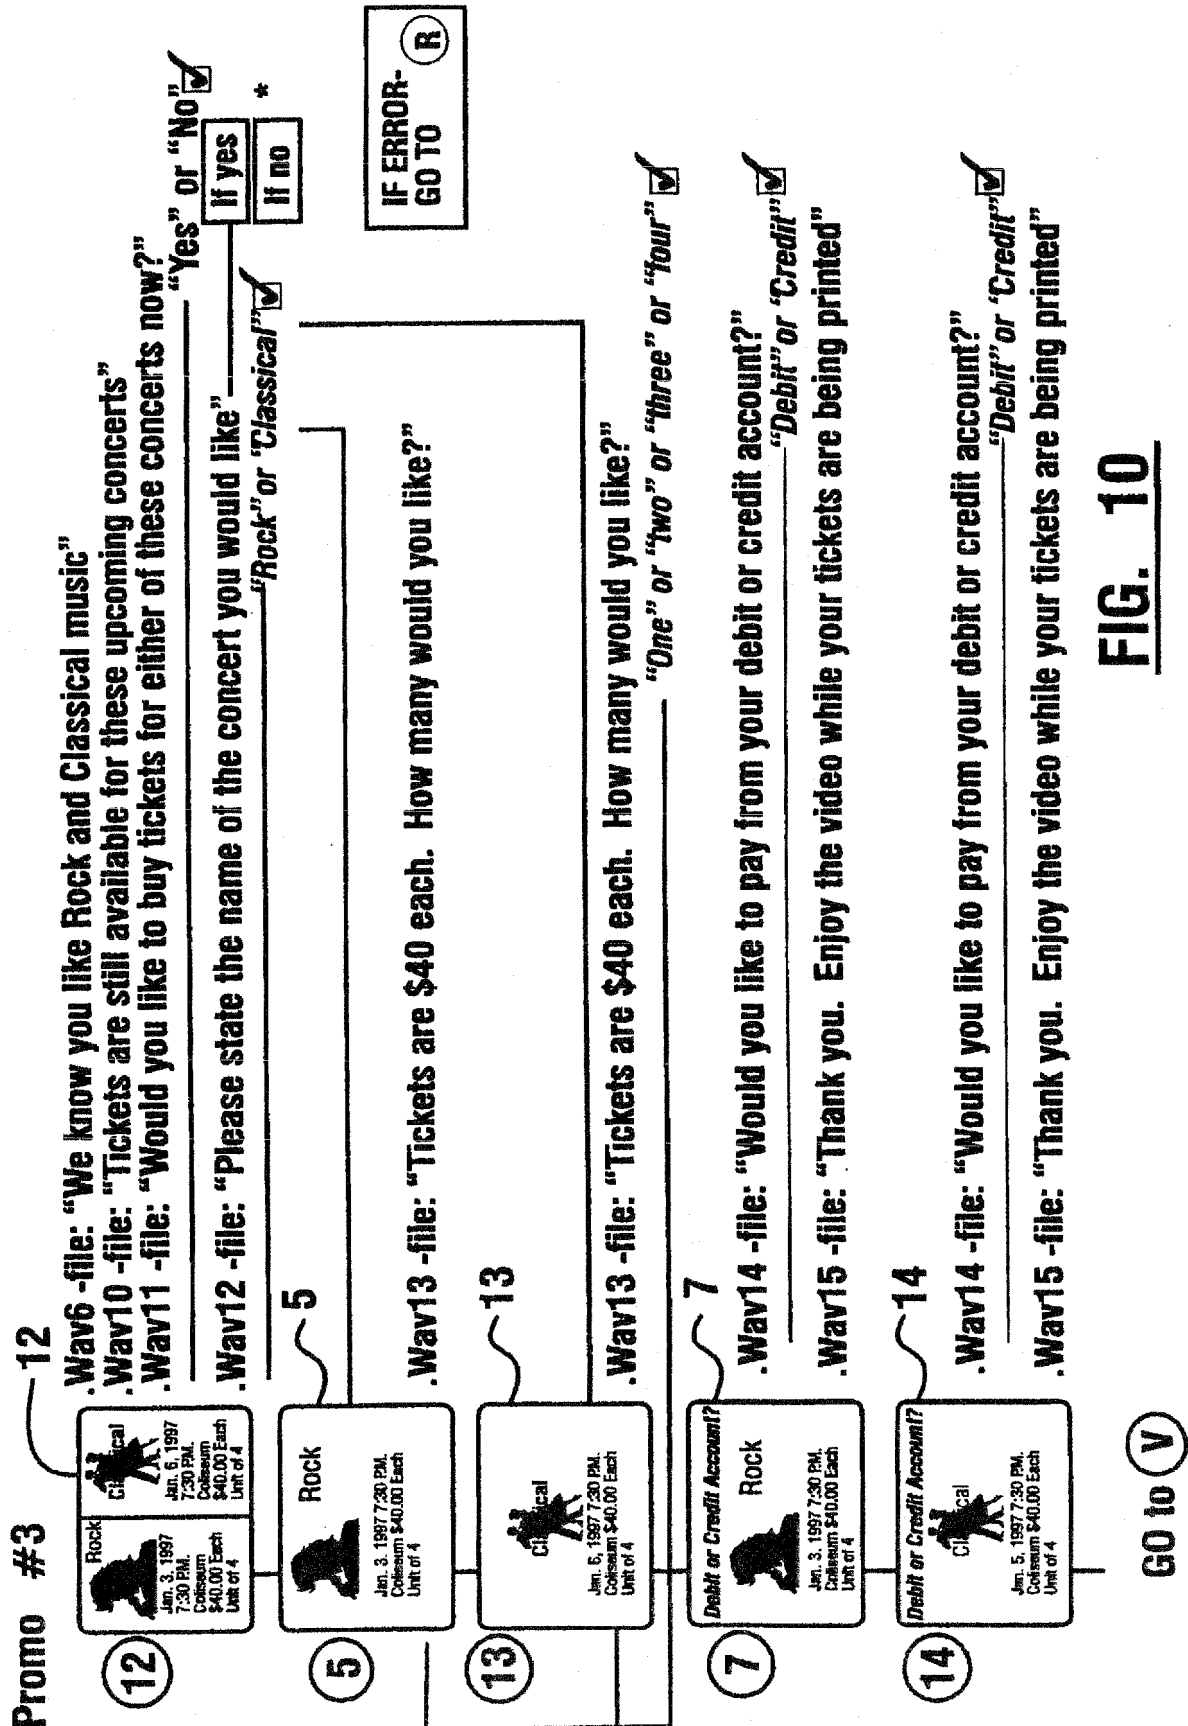 Promo #3
12
.Wav6 -file: “We know you like Rock and Classical music”
.Wav10 -file: “Tickets are still available for these upcoming concerts”
.Wav11 -file: “Would you like to buy tickets for either of these concerts now?”
“Yes” or “No”
If yes
If no *
.Wav12 -file: “Please state the name of the concert you would like”
“Rock” or ‘Classical”
IF ERROR-
GO TO R
12
Rock
Jan. 3. 1997
7:30 P.M.
Coliseum
$40.00 Each
Unit of 4
Classical
Jan. 6, 1997
7:30 P.M.
Coliseum
$40.00 Each
Unit of 4
5
5
Rock
Jan. 3. 1997 7:30 P.M.
Coliseum $40.00 Each
Unit of 4
.Wav13 -file: “Tickets are $40 each. How many would you like?”
13
13
Classical
Jan. 6, 1997 7:30 P.M.
Coliseum $40.00 Each
Unit of 4
.Wav13 -file: “Tickets are $40 each. How many would you like?”
“One” or “two” or “three” or “four”
7
7
Debit or Credit Account?
Rock
Jan. 3. 1997 7:30 P.M.
Coliseum $40.00 Each
Unit of 4
.Wav14 -file: “Would you like to pay from your debit or credit account?”
“Debit” or ‘Credit”
.Wav15 -file: “Thank you. Enjoy the video while your tickets are being printed”
14
14
Debit or Credit Account?
Classical
Jan. 5. 1997 7:30 P.M.
Coliseum $40.00 Each
Unit of 4
.Wav14 -file: “Would you like to pay from your debit or credit account?”
“Debit” or ‘Credit”
.Wav15 -file: “Thank you. Enjoy the video while your tickets are being printed”
GO to V
FIG. 10